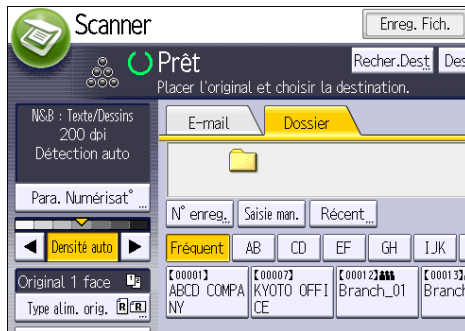 Scanner
Enreg. Fich.
Prêt
Recher.Dest
Placer l'original et choisir la destination.
N&B : Texte/Dessins
200 dpi
Détection auto
E-mail
Dossier
Para. Numérisat°
N° enreg.
Saisie man.
Récent
Densité auto
Fréquent
AB
CD
EF
GH
IJK
Original 1 face
Type alim. orig.
[00001]
ABCD COMPA
NY
[00007]
KYOTO OFFI
CE
[00012]
Branch_01
[00013]
Branch